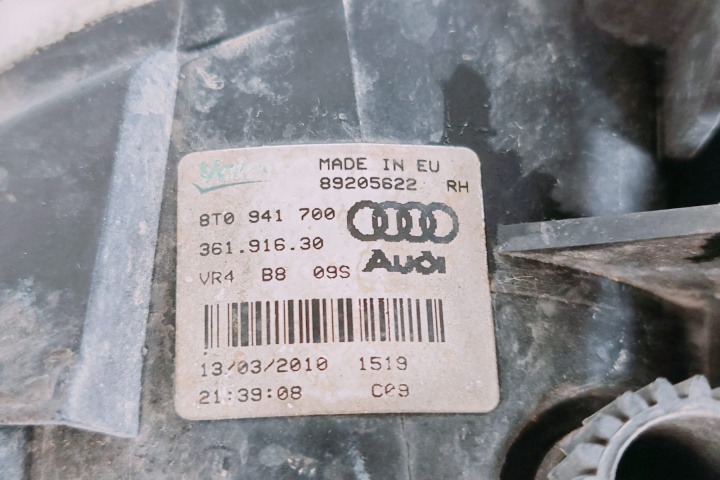 Valeo MADE IN EU
89205622 RH
8T0 941 700
361.916.30
Audi
VR4 B8 09S
13/03/2010 1519
21:39:08 C09